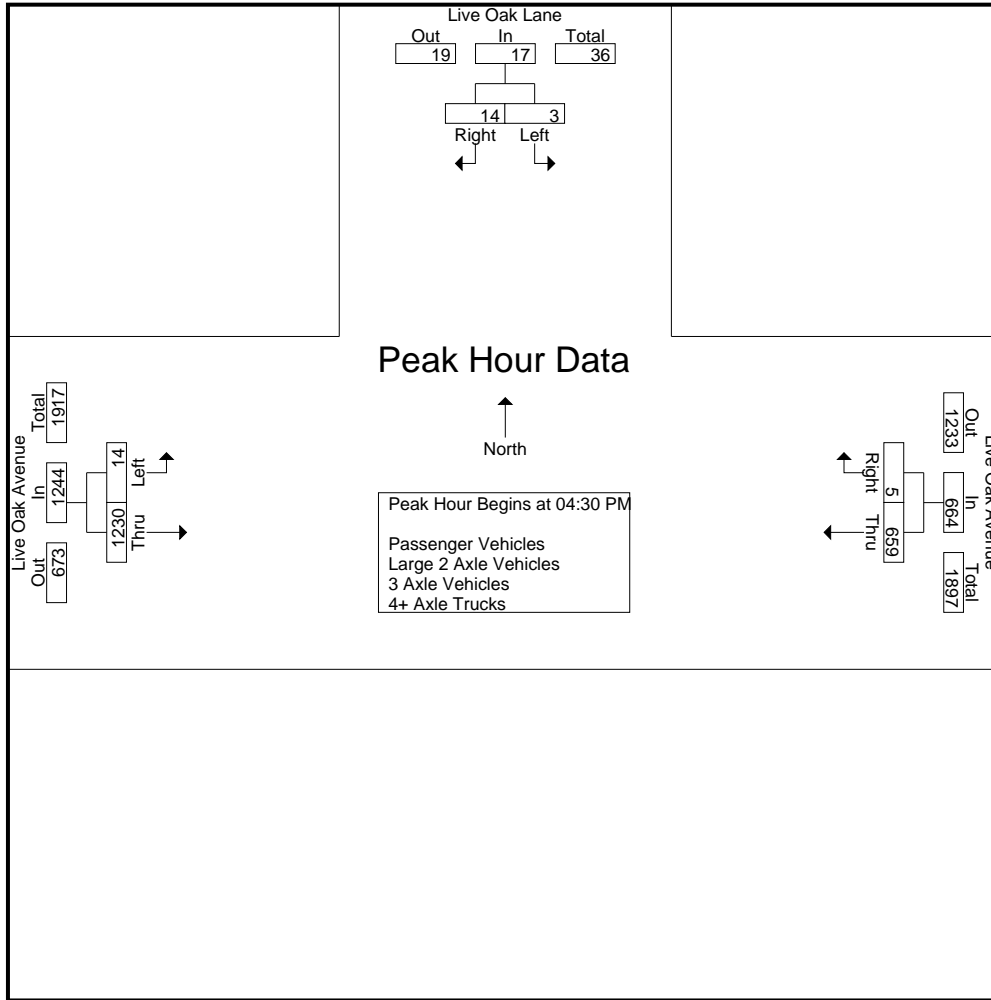 Live Oak Lane
Out In Total
19 17 36
14 3
Right Left
Peak Hour Data
North
Peak Hour Begins at 04:30 PM
Passenger Vehicles
Large 2 Axle Vehicles
3 Axle Vehicles
4+ Axle Trucks
Live Oak Avenue
Out In Total
673 1244 1917
Left Thru
14 1230
Live Oak Avenue
Out In Total
1233 664 1897
Right Thru
5 659